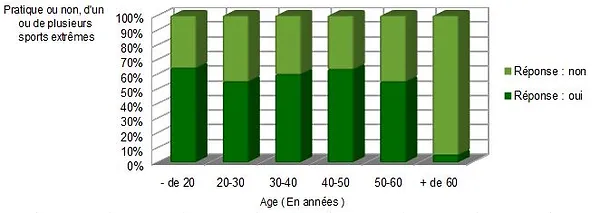 Pratique ou non, d'un
ou de plusieurs
sports extrêmes
100%
90%
80%
70%
60%
50%
40%
30%
20%
10%
0%
- de 20 20-30 30-40 40-50 50-60 + de 60
Age ( En années )
Réponse : non
Réponse : oui